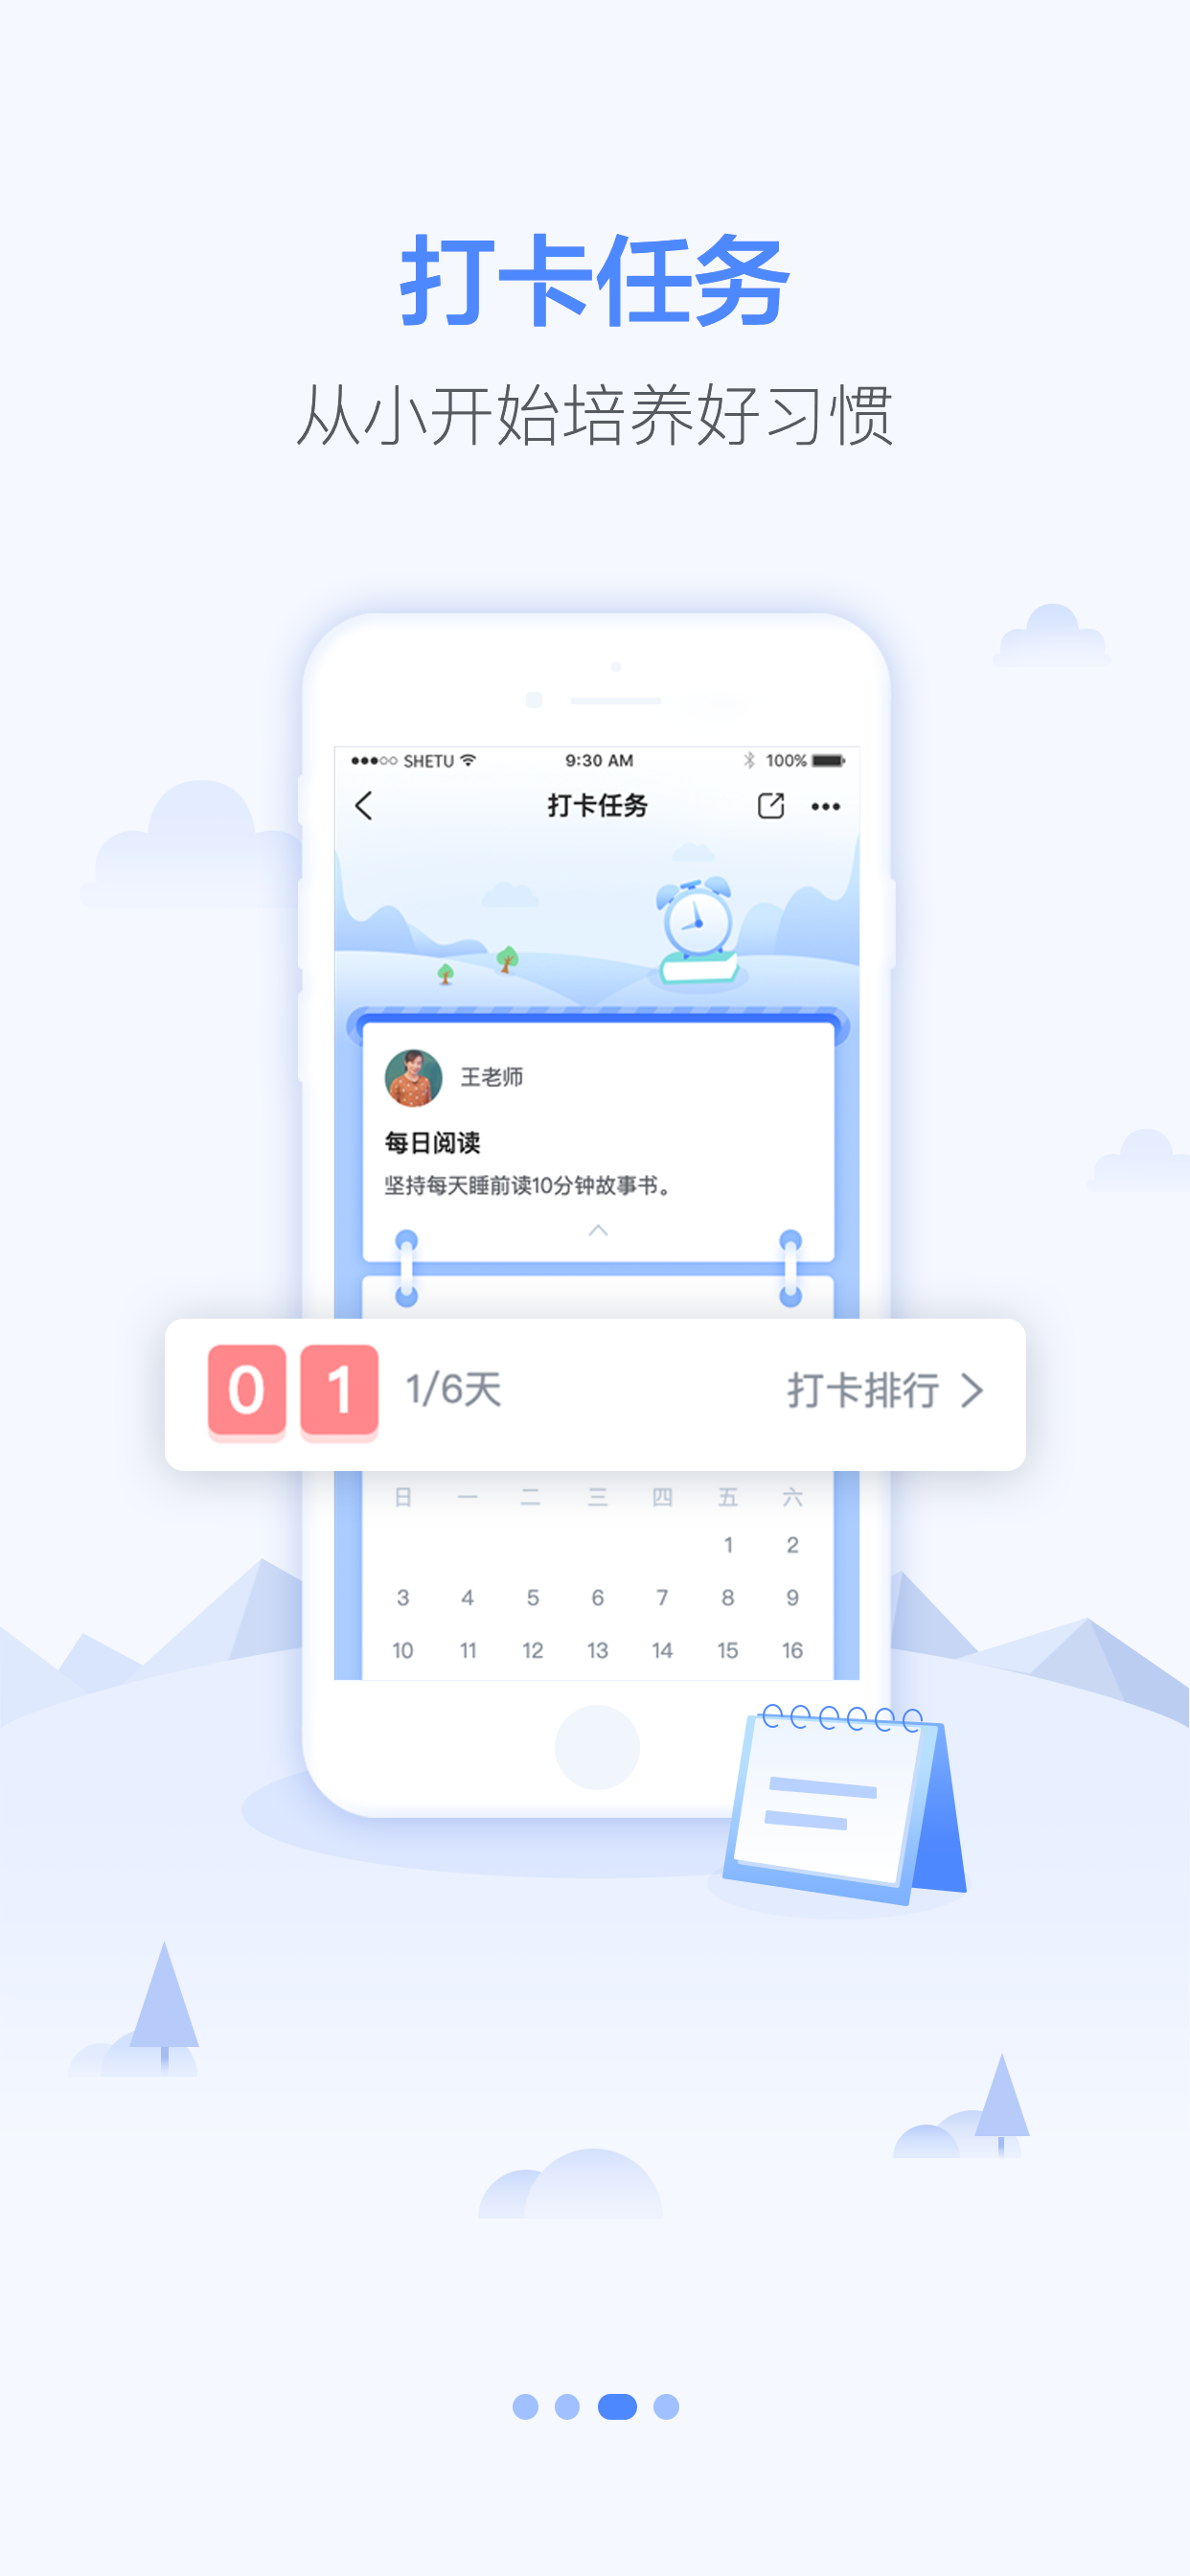 打卡任务
从小开始培养好习惯
SHETU 9:30 AM 100%
打卡任务
王老师
每日阅读
坚持每天睡前读10分钟故事书。
0 1 1/6天 打卡排行
日 一 二 三 四 五 六
1 2
3 4 5 6 7 8 9
10 11 12 13 14 15 16